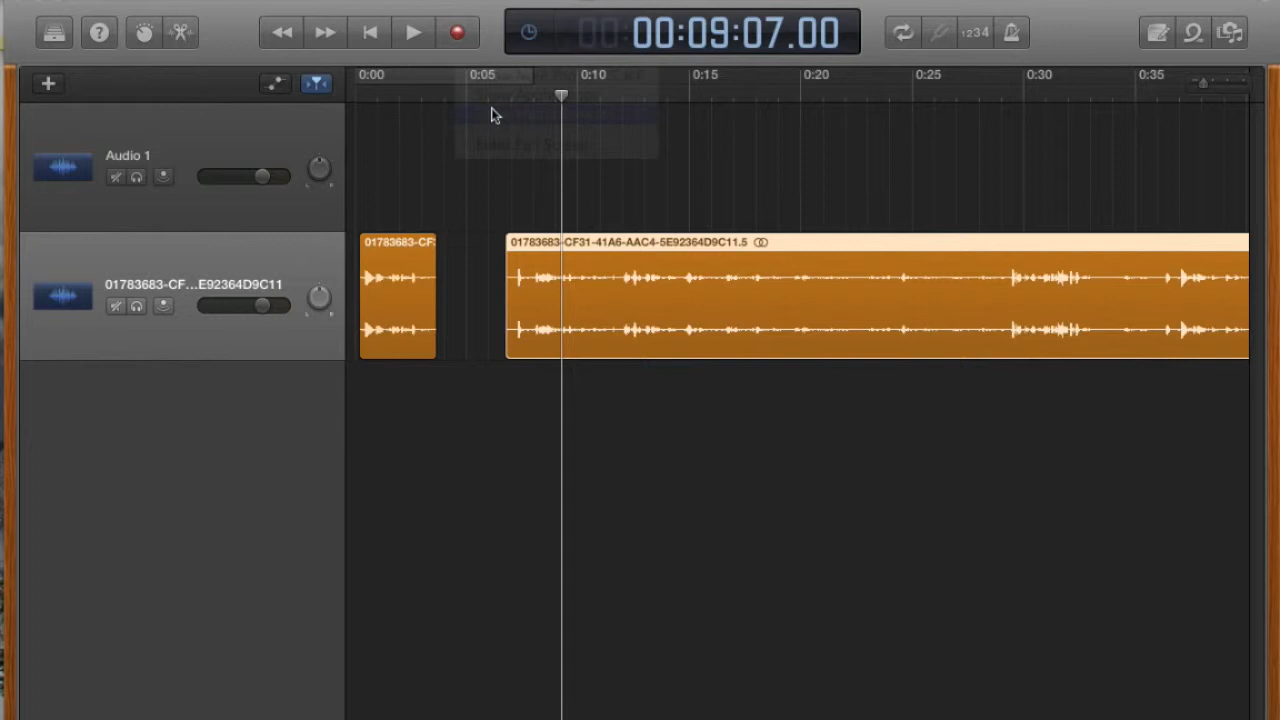 ? 00:09:07.00 1234
0:00 0:05 0:10 0:15 0:20 0:25 0:30 0:35
Audio 1
L R
01783683-CF: 01783683-CF31-41A6-AAC4-5E92364D9C11.5
01783683-CF...E92364D9C11
L R